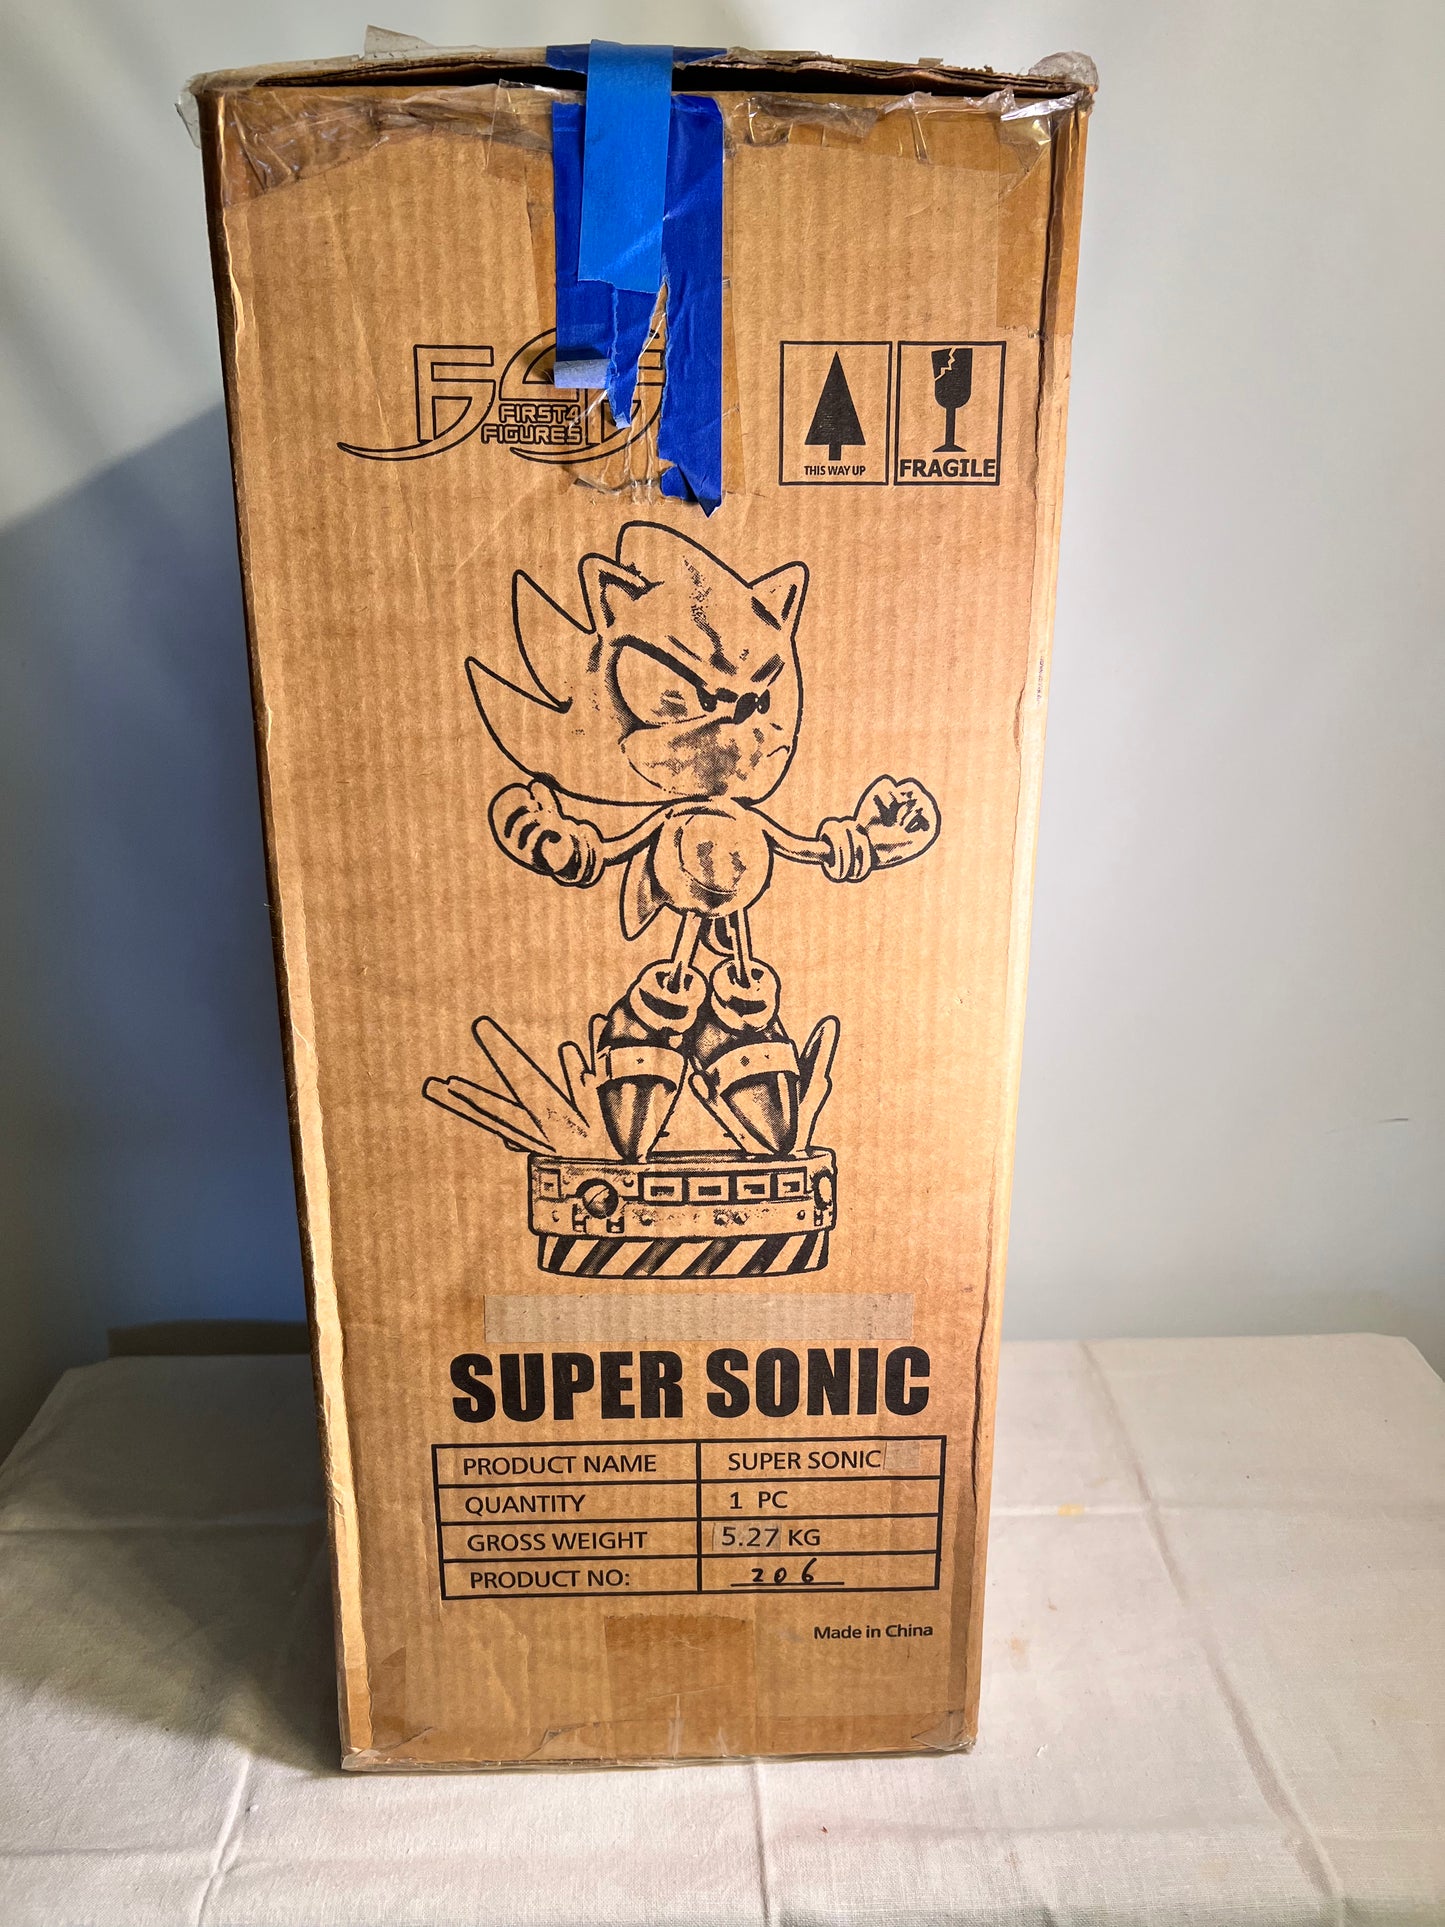 F4F
FIRST4
FIGURES
THIS WAY UP
FRAGILE
SUPER SONIC
PRODUCT NAME SUPER SONIC
QUANTITY 1 PC
GROSS WEIGHT 5.27 KG
PRODUCT NO: 206
Made in China